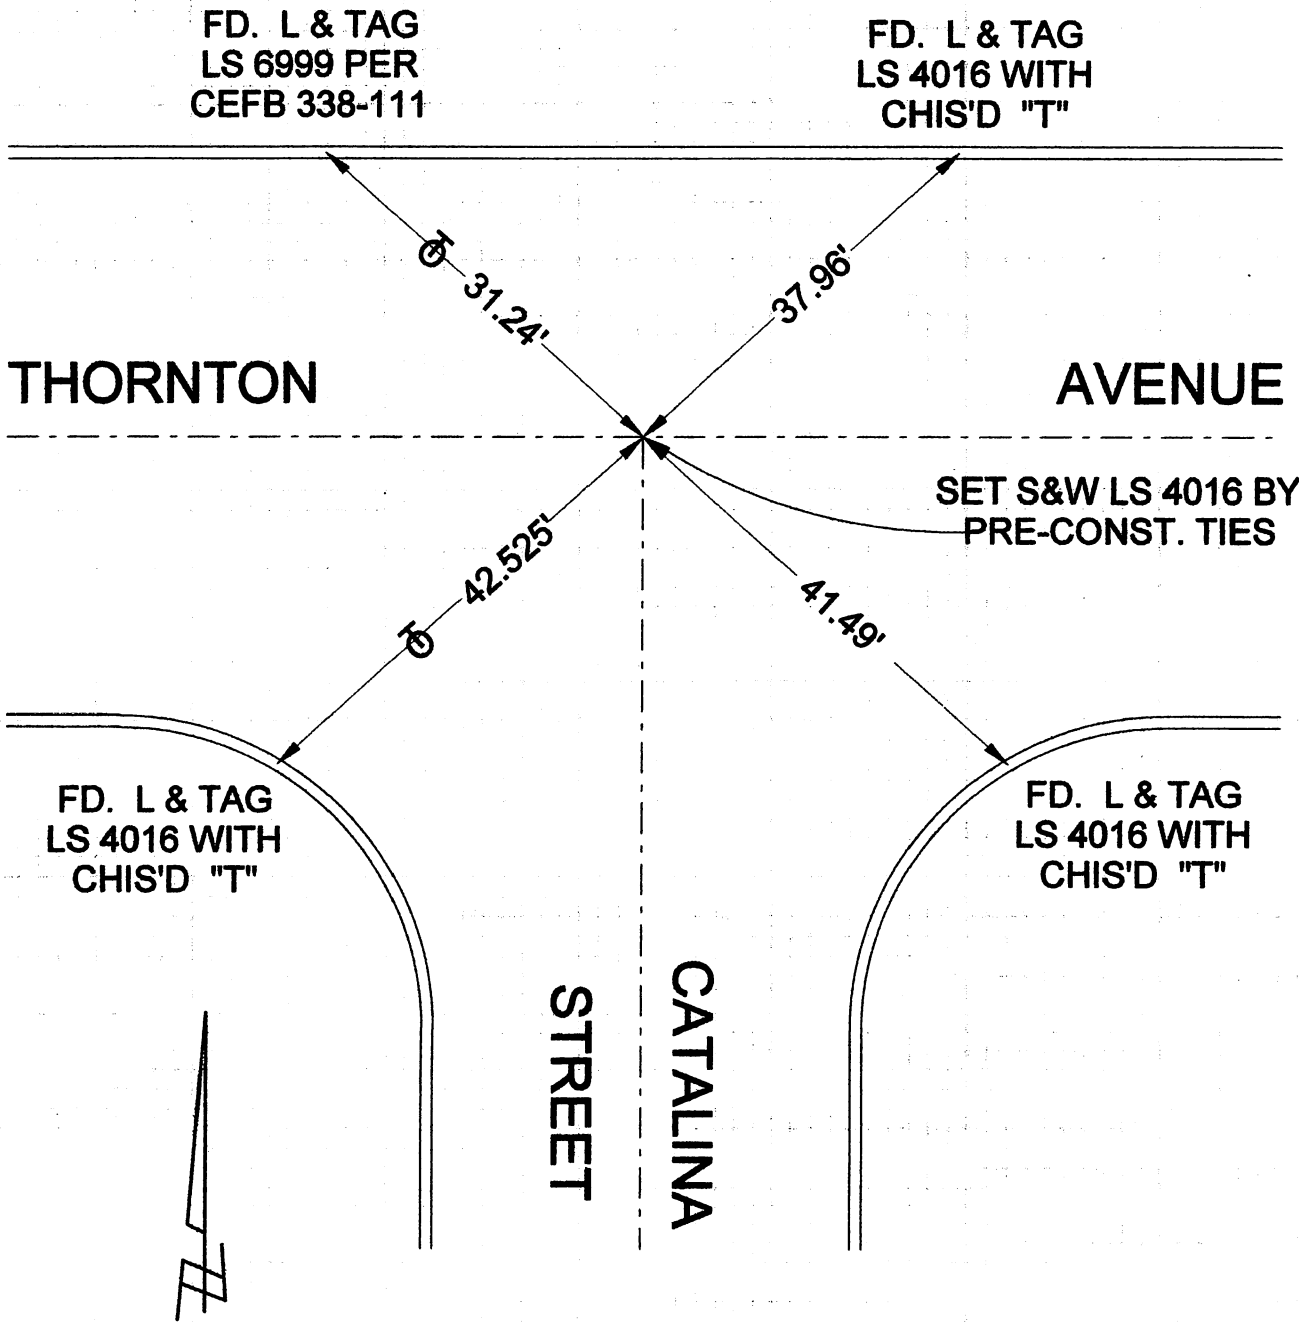 FD. L & TAG
LS 6999 PER
CEFB 338-111
FD. L & TAG
LS 4016 WITH
CHIS'D "T"
31.24'
37.96'
THORNTON
AVENUE
SET S&W LS 4016 BY
PRE-CONST. TIES
42.525'
41.49'
FD. L & TAG
LS 4016 WITH
CHIS'D "T"
FD. L & TAG
LS 4016 WITH
CHIS'D "T"
CATALINA
STREET
N